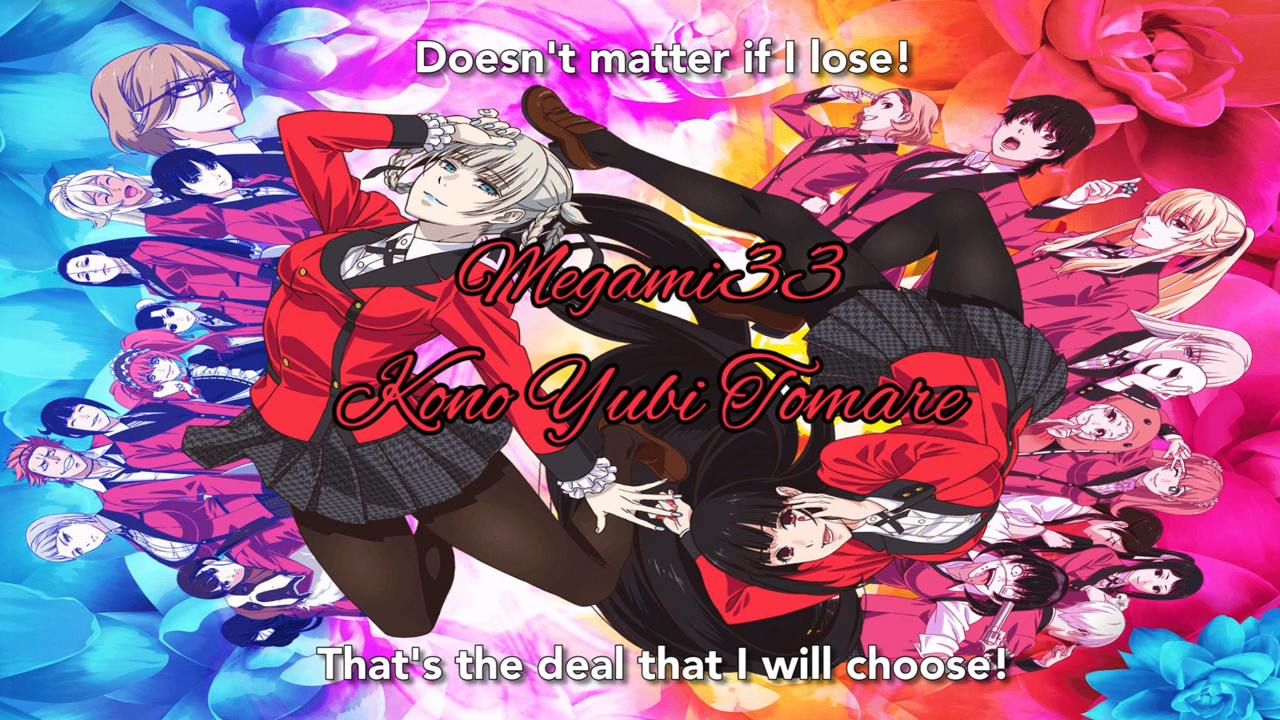 Doesn't matter if I lose!
Megami33
Kono Yubi Tomare
That's the deal that I will choose!